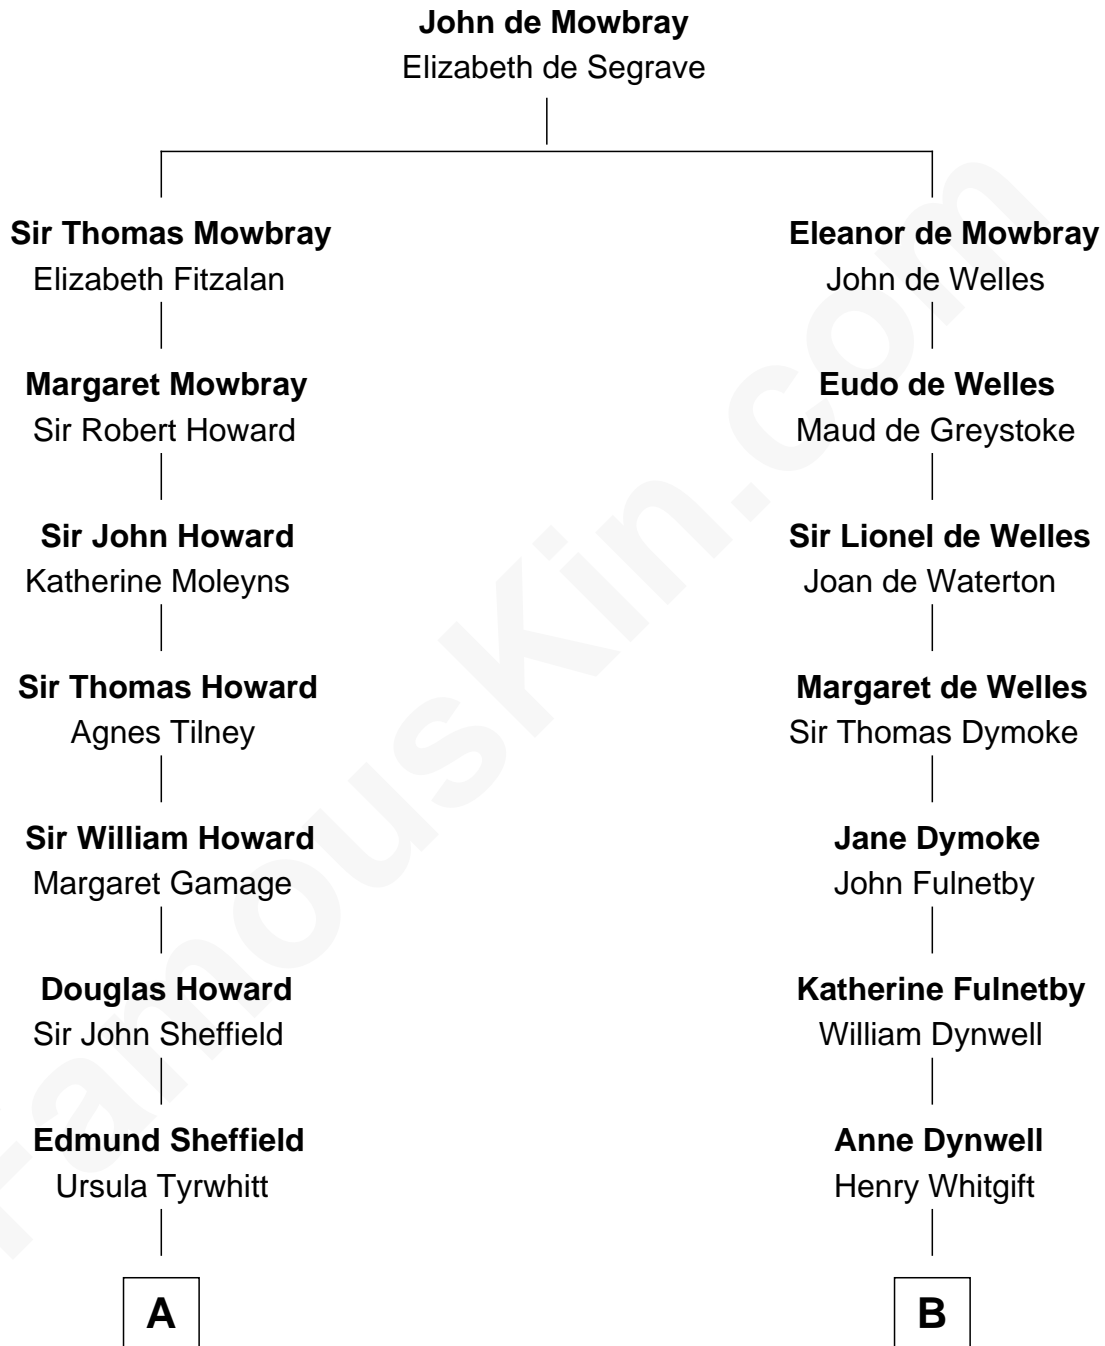 John de Mowbray
Elizabeth de Segrave
Sir Thomas Mowbray
Elizabeth Fitzalan
Eleanor de Mowbray
John de Welles
Margaret Mowbray
Sir Robert Howard
Eudo de Welles
Maud de Greystoke
Sir John Howard
Katherine Moleyns
Sir Lionel de Welles
Joan de Waterton
Sir Thomas Howard
Agnes Tilney
Margaret de Welles
Sir Thomas Dymoke
Sir William Howard
Margaret Gamage
Jane Dymoke
John Fulnetby
Douglas Howard
Sir John Sheffield
Katherine Fulnetby
William Dynwell
Edmund Sheffield
Ursula Tyrwhitt
Anne Dynwell
Henry Whitgift
A
B
FamousKin.com